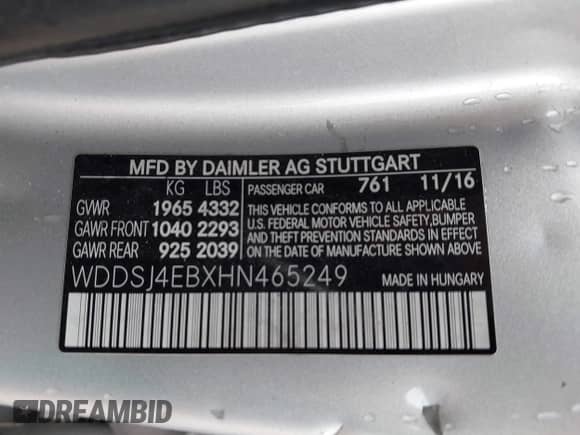 MFD BY DAIMLER AG STUTTGART
KG LBS PASSENGER CAR 761 11/16
GVWR 1965 4332 THIS VEHICLE CONFORMS TO ALL APPLICABLE
GAWR FRONT 1040 2293 U.S. FEDERAL MOTOR VEHICLE SAFETY,BUMPER
AND THEFT PREVENTION STANDARDS IN EFFECT
GAWR REAR 925 2039 ON THE DATE OF MANUFACTURE SHOWN ABOVE
WDDSJ4EBXHN465249 MADE IN HUNGARY
DREAMBID